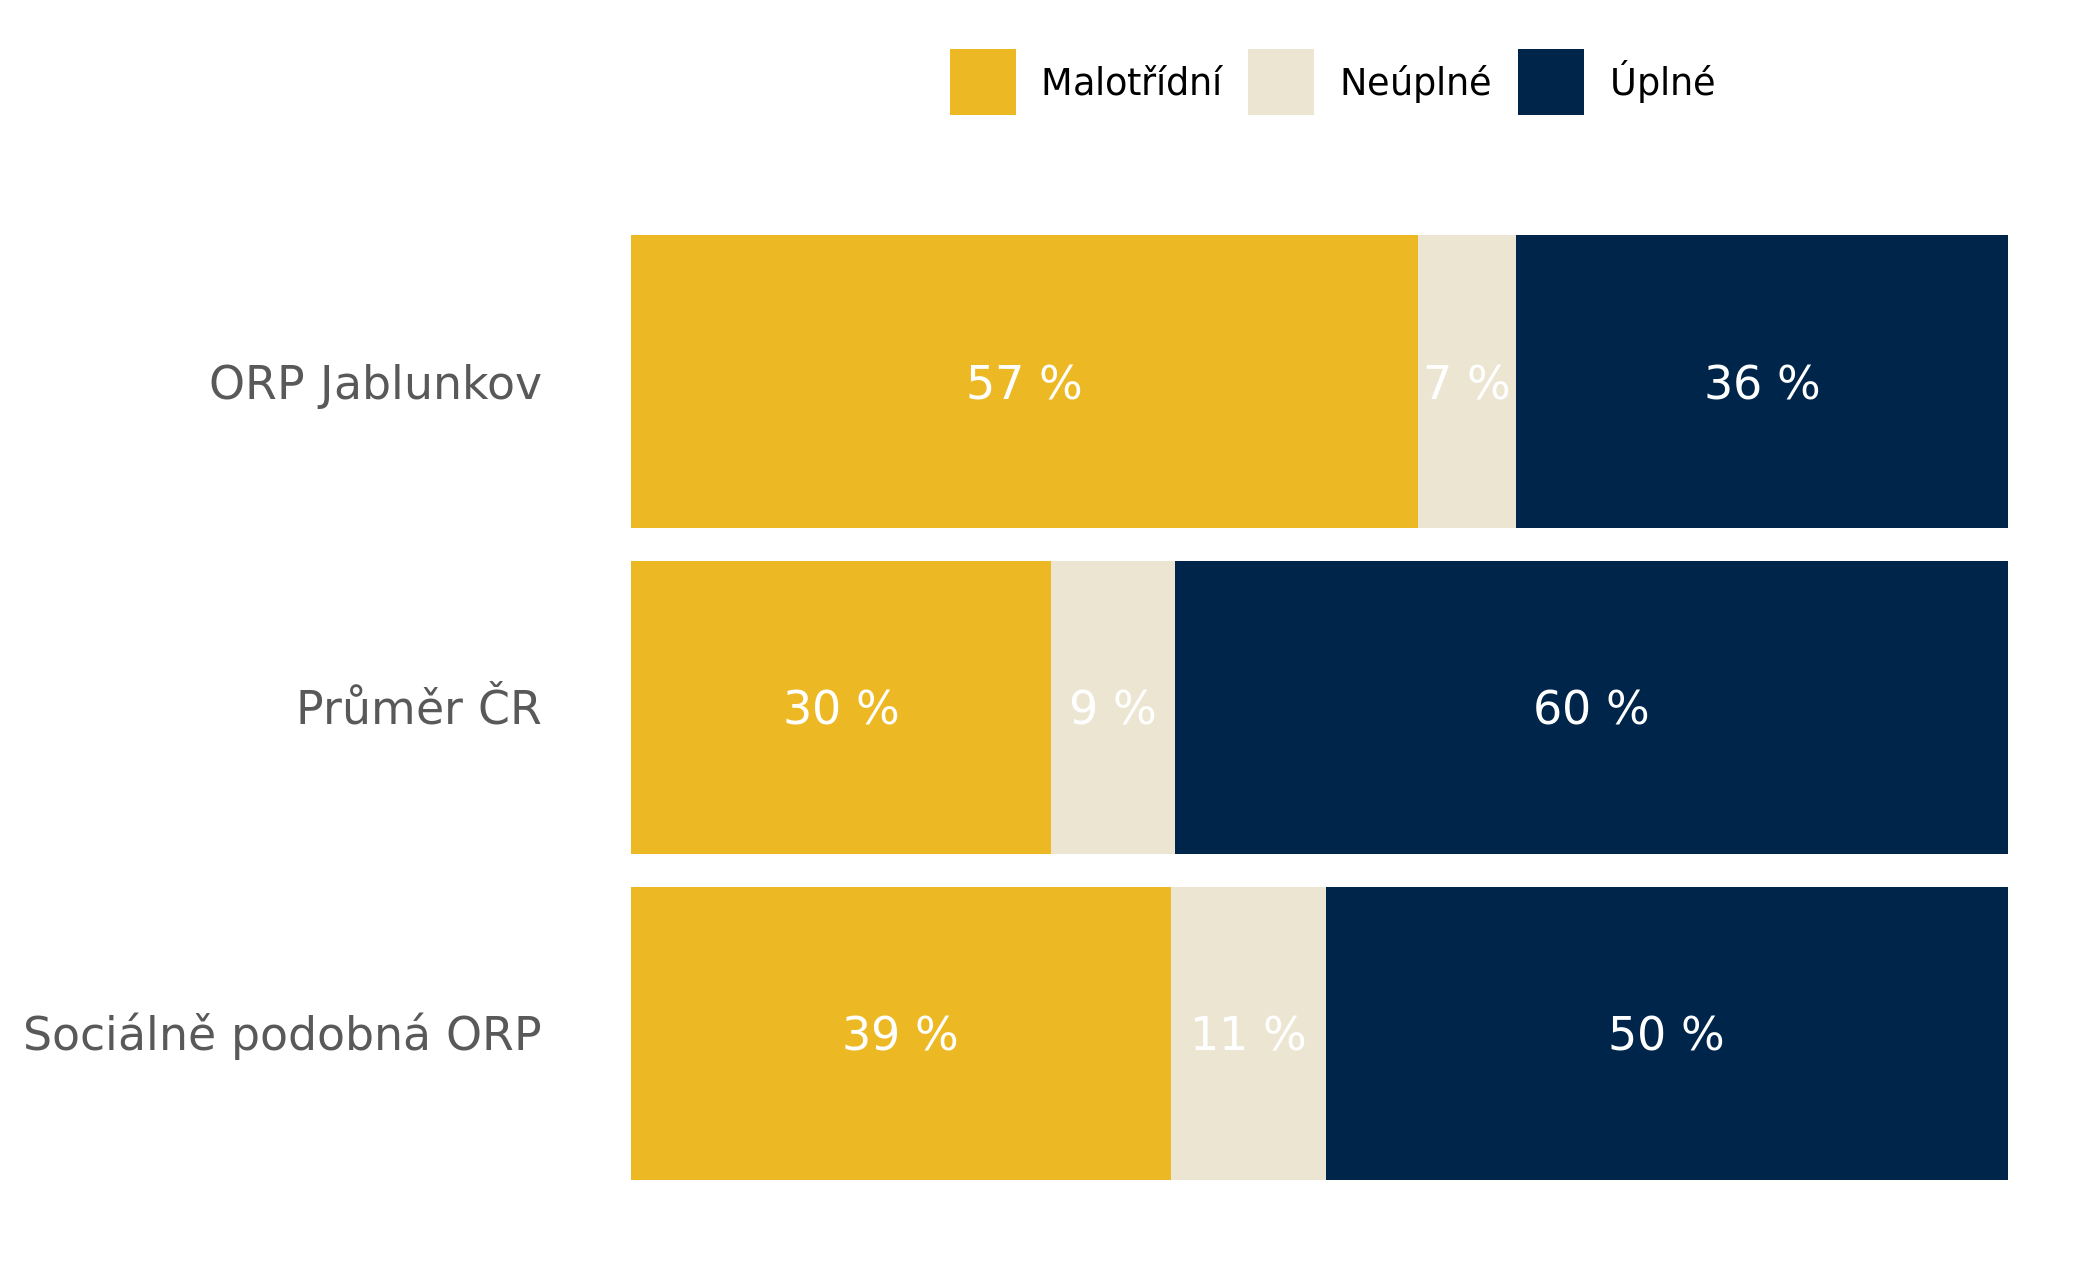 Malotřídní Neúplné Úplné
ORP Jablunkov 57 % 7 % 36 %
Průměr ČR 30 % 9 % 60 %
Sociálně podobná ORP 39 % 11 % 50 %